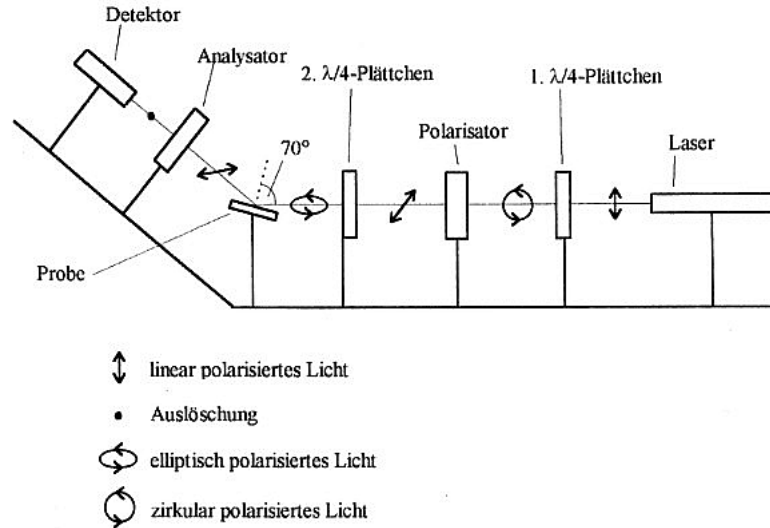 Detektor
Analysator
2. λ/4-Plättchen
1. λ/4-Plättchen
Polarisator
Laser
70°
Probe
linear polarisiertes Licht
Auslöschung
elliptisch polarisiertes Licht
zirkular polarisiertes Licht